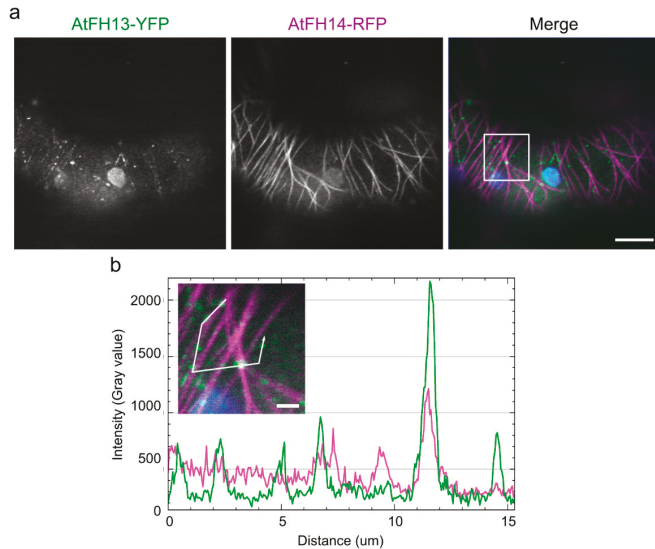 a
AtFH13-YFP
AtFH14-RFP
Merge
b
Intensity (Gray value)
2000
1500
1000
500
0
0
5
10
15
Distance (um)